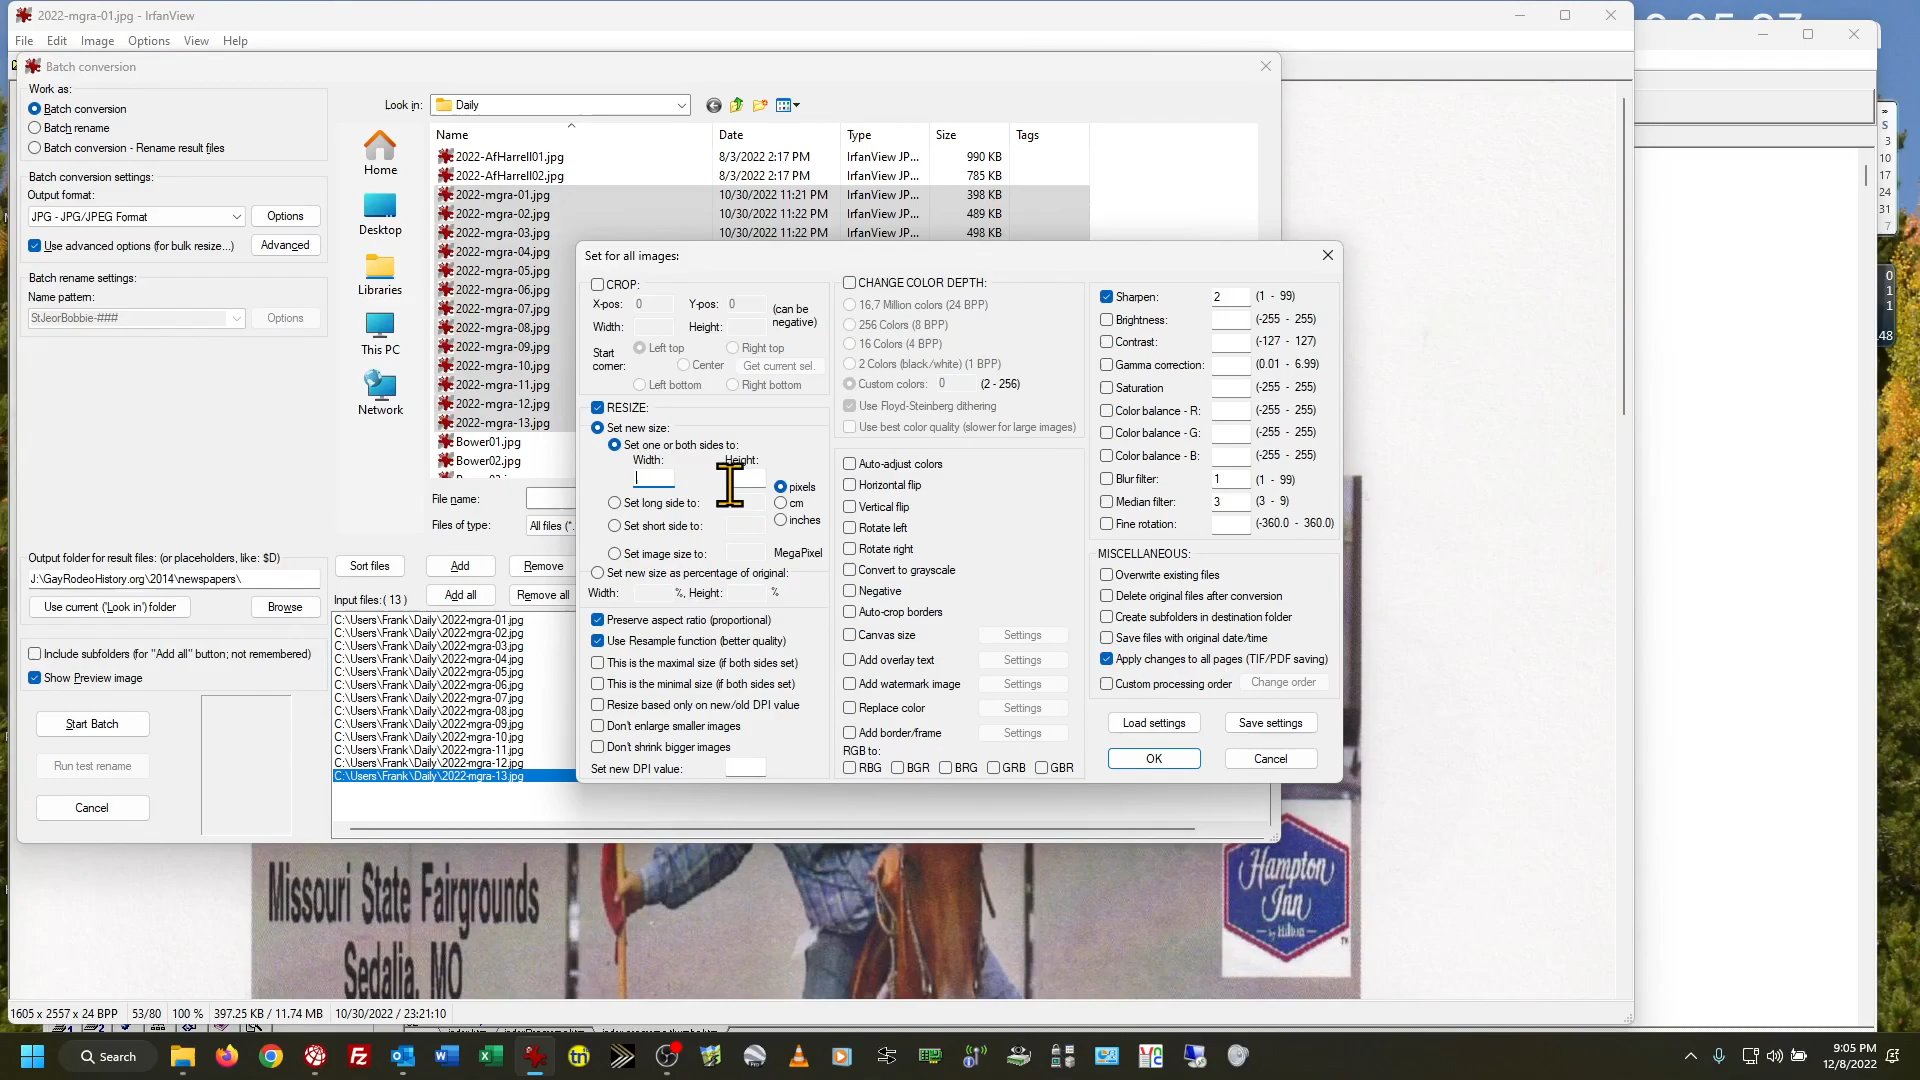 2022-mgra-01.jpg - IrfanView
File Edit Image Options View Help
Batch conversion
Work as:
Batch conversion
Batch rename
Batch conversion - Rename result files
Batch conversion settings:
Output format:
JPG - JPG/JPEG Format
Options
Use advanced options (for bulk resize...)
Advanced
Batch rename settings:
Name pattern:
StJeorBobbie-###
Options
Look in:
Daily
Home
Desktop
Libraries
This PC
Network
Name Date Type Size Tags
2022-AfHarrell01.jpg 8/3/2022 2:17 PM IrfanView JP... 990 KB
2022-AfHarrell02.jpg 8/3/2022 2:17 PM IrfanView JP... 785 KB
2022-mgra-01.jpg 10/30/2022 11:21 PM IrfanView JP... 398 KB
2022-mgra-02.jpg 10/30/2022 11:22 PM IrfanView JP... 489 KB
2022-mgra-03.jpg 10/30/2022 11:22 PM IrfanView JP... 498 KB
2022-mgra-04.jpg
2022-mgra-05.jpg
2022-mgra-06.jpg
2022-mgra-07.jpg
2022-mgra-08.jpg
2022-mgra-09.jpg
2022-mgra-10.jpg
2022-mgra-11.jpg
2022-mgra-12.jpg
2022-mgra-13.jpg
Bower01.jpg
Bower02.jpg
File name:
Files of type: All files (*.
Output folder for result files: (or placeholders, like: $D)
J:\GayRodeoHistory.org\2014\newspapers\
Use current ('Look in') folder
Browse
Include subfolders (for "Add all" button; not remembered)
Show Preview image
Start Batch
Run test rename
Cancel
Sort files
Add
Remove
Input files: ( 13 )
Add all
Remove all
C:\Users\Frank\Daily\2022-mgra-01.jpg
C:\Users\Frank\Daily\2022-mgra-02.jpg
C:\Users\Frank\Daily\2022-mgra-03.jpg
C:\Users\Frank\Daily\2022-mgra-04.jpg
C:\Users\Frank\Daily\2022-mgra-05.jpg
C:\Users\Frank\Daily\2022-mgra-06.jpg
C:\Users\Frank\Daily\2022-mgra-07.jpg
C:\Users\Frank\Daily\2022-mgra-08.jpg
C:\Users\Frank\Daily\2022-mgra-09.jpg
C:\Users\Frank\Daily\2022-mgra-10.jpg
C:\Users\Frank\Daily\2022-mgra-11.jpg
C:\Users\Frank\Daily\2022-mgra-12.jpg
C:\Users\Frank\Daily\2022-mgra-13.jpg
Set for all images:
CROP:
X-pos: 0 Y-pos: 0 (can be negative)
Width: Height:
Start corner:
Left top Right top
Center Get current sel.
Left bottom Right bottom
RESIZE:
Set new size:
Set one or both sides to:
Width: Height:
pixels
Set long side to: cm
Set short side to: inches
Set image size to: MegaPixel
Set new size as percentage of original:
Width: %, Height: %
Preserve aspect ratio (proportional)
Use Resample function (better quality)
This is the maximal size (if both sides set)
This is the minimal size (if both sides set)
Resize based only on new/old DPI value
Don't enlarge smaller images
Don't shrink bigger images
Set new DPI value:
CHANGE COLOR DEPTH:
16,7 Million colors (24 BPP)
256 Colors (8 BPP)
16 Colors (4 BPP)
2 Colors (black/white) (1 BPP)
Custom colors: 0 (2 - 256)
Use Floyd-Steinberg dithering
Use best color quality (slower for large images)
Auto-adjust colors
Horizontal flip
Vertical flip
Rotate left
Rotate right
Convert to grayscale
Negative
Auto-crop borders
Canvas size Settings
Add overlay text Settings
Add watermark image Settings
Replace color Settings
Add border/frame Settings
RGB to:
RBG BGR BRG GRB GBR
Sharpen: 2 (1 - 99)
Brightness: (-255 - 255)
Contrast: (-127 - 127)
Gamma correction: (0.01 - 6.99)
Saturation (-255 - 255)
Color balance - R: (-255 - 255)
Color balance - G: (-255 - 255)
Color balance - B: (-255 - 255)
Blur filter: 1 (1 - 99)
Median filter: 3 (3 - 9)
Fine rotation: (-360.0 - 360.0)
MISCELLANEOUS:
Overwrite existing files
Delete original files after conversion
Create subfolders in destination folder
Save files with original date/time
Apply changes to all pages (TIF/PDF saving)
Custom processing order Change order
Load settings Save settings
OK Cancel
S
3
10
17
24
31
7
0
1
1
48
Missouri State Fairgrounds
Sedalia, MO
Hampton
Inn
by Hilton
1605 x 2557 x 24 BPP 53/80 100 % 397.25 KB / 11.74 MB 10/30/2022 / 23:21:10
Search
9:05 PM
12/8/2022